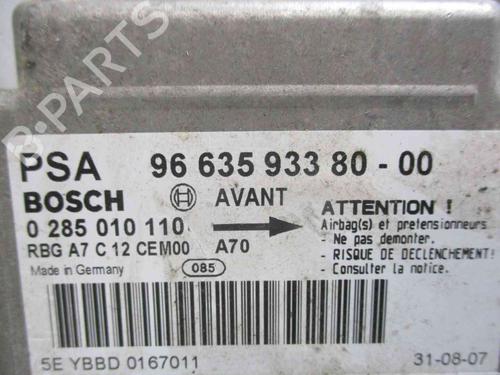 B-PARTS
PSA 96 635 933 80 - 00
BOSCH AVANT
0 285 010 110
RBG A7 C 12 CEM00 A70
Made in Germany 085
ATTENTION !
Airbag(s) et pretensionneurs
- Ne pas demonter.
- RISQUE DE DECLENCHEMENT!
- Consulter la notice.
5E YBBD 0167011 31-08-07